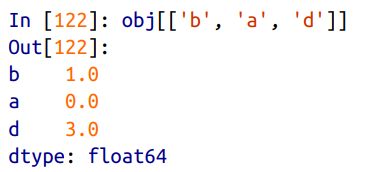 In [122]: obj[['b', 'a', 'd']]
Out[122]:
b    1.0
a    0.0
d    3.0
dtype: float64